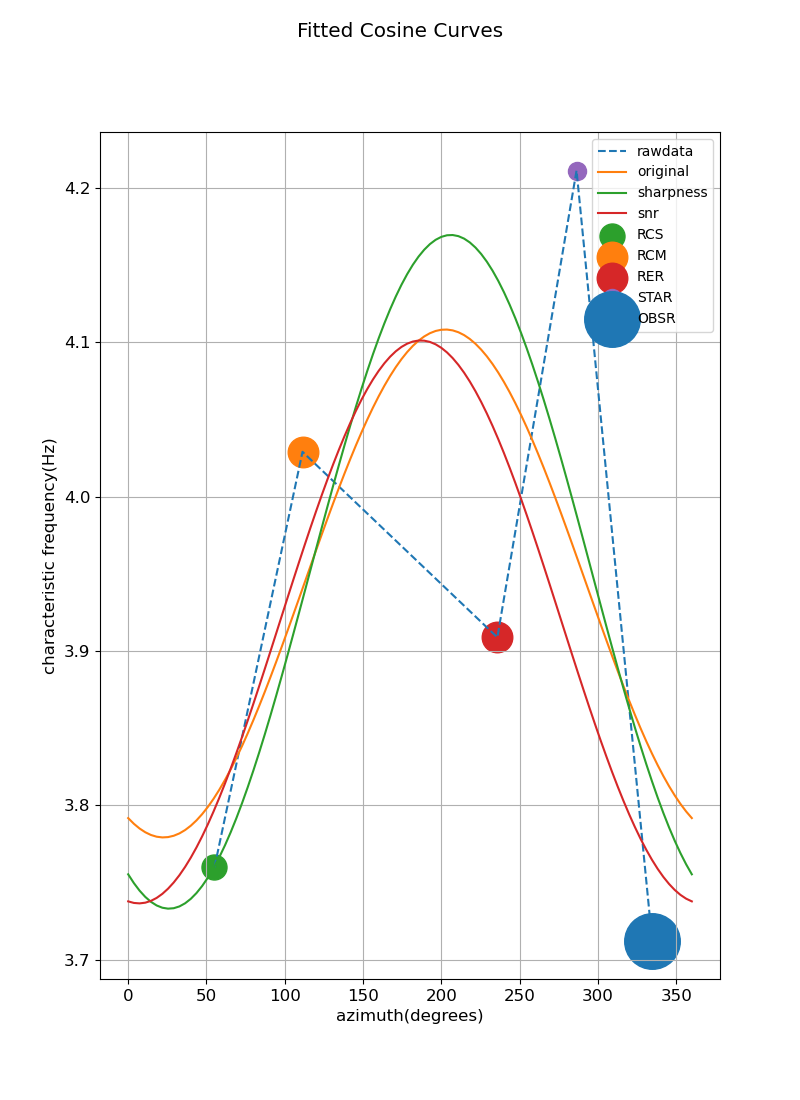 Fitted Cosine Curves
rawdata
original
sharpness
snr
RCS
RCM
RER
STAR
OBSR
4.2
4.1
4.0
3.9
3.8
3.7
characteristic frequency(Hz)
0 50 100 150 200 250 300 350
azimuth(degrees)